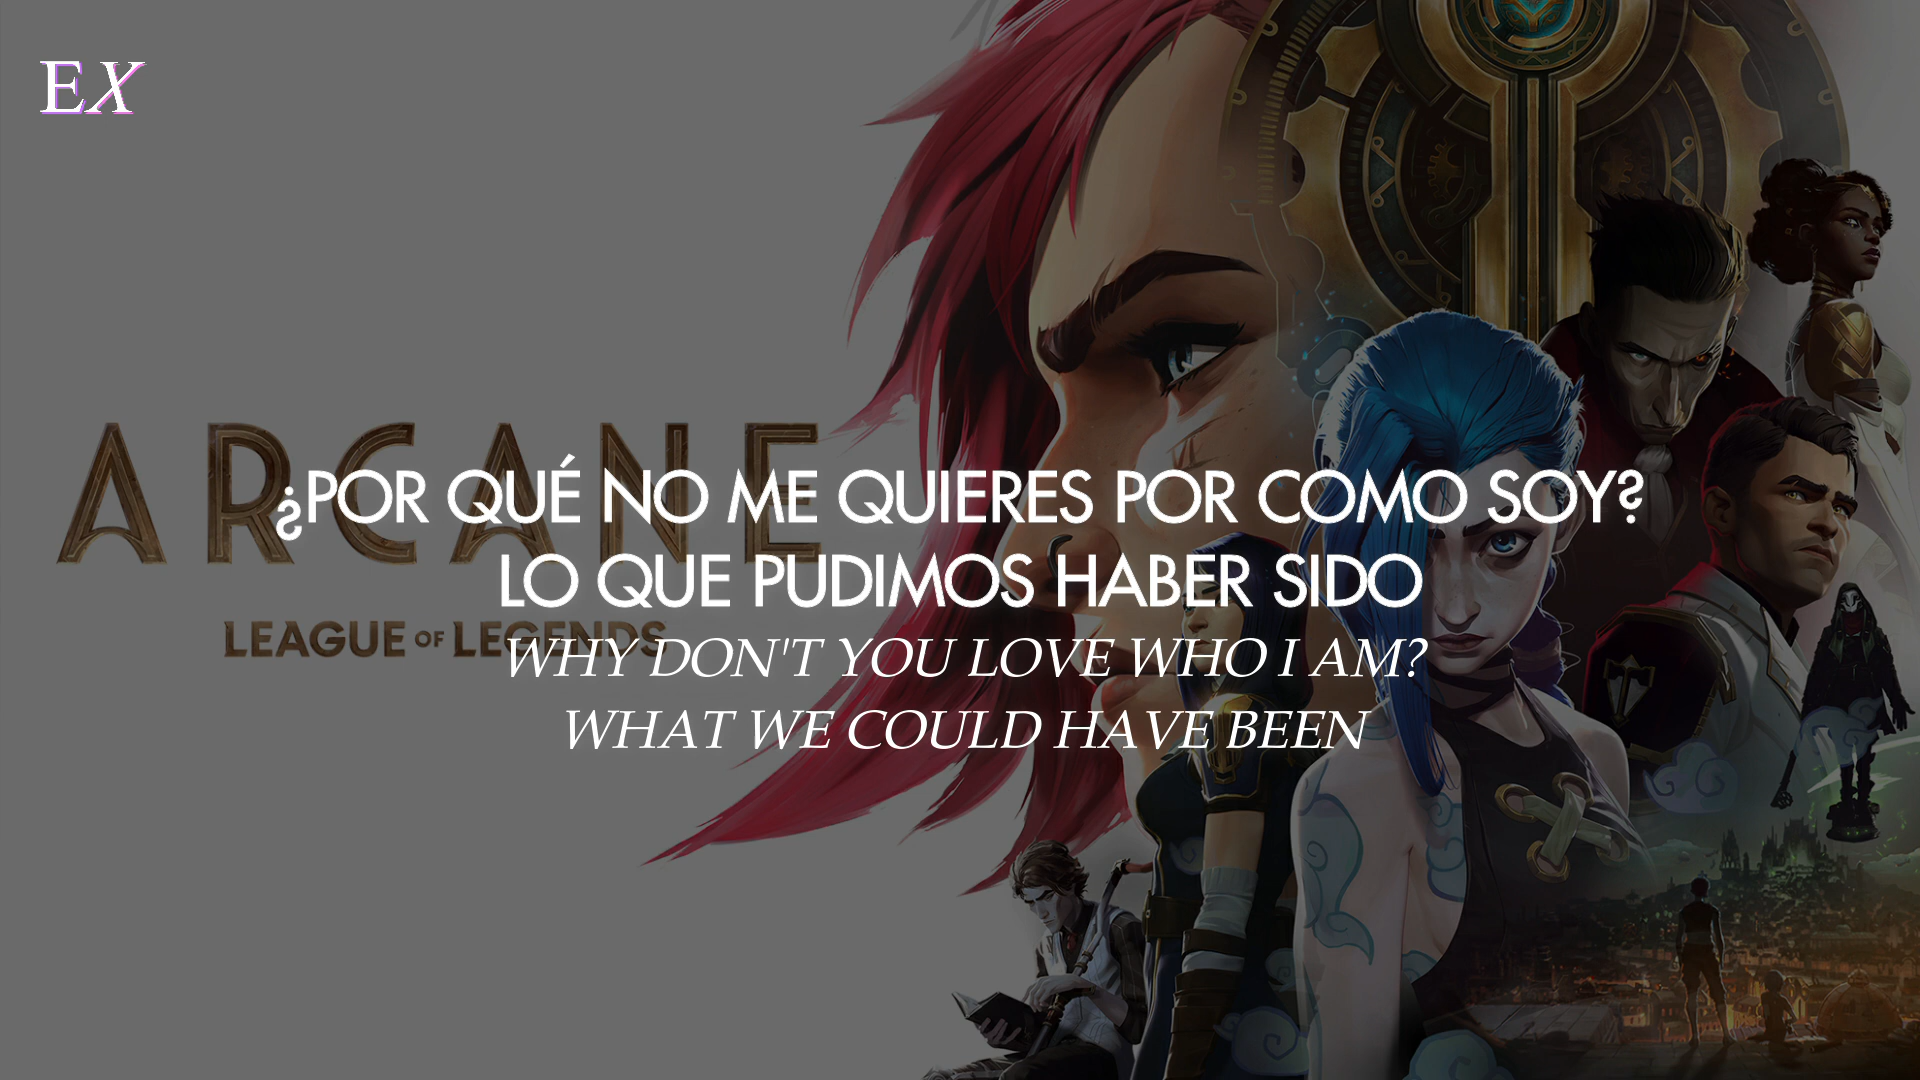 EX
ARCANE
¿POR QUÉ NO ME QUIERES POR COMO SOY?
LO QUE PUDIMOS HABER SIDO
LEAGUE OF LEGENDS
WHY DON'T YOU LOVE WHO I AM?
WHAT WE COULD HAVE BEEN